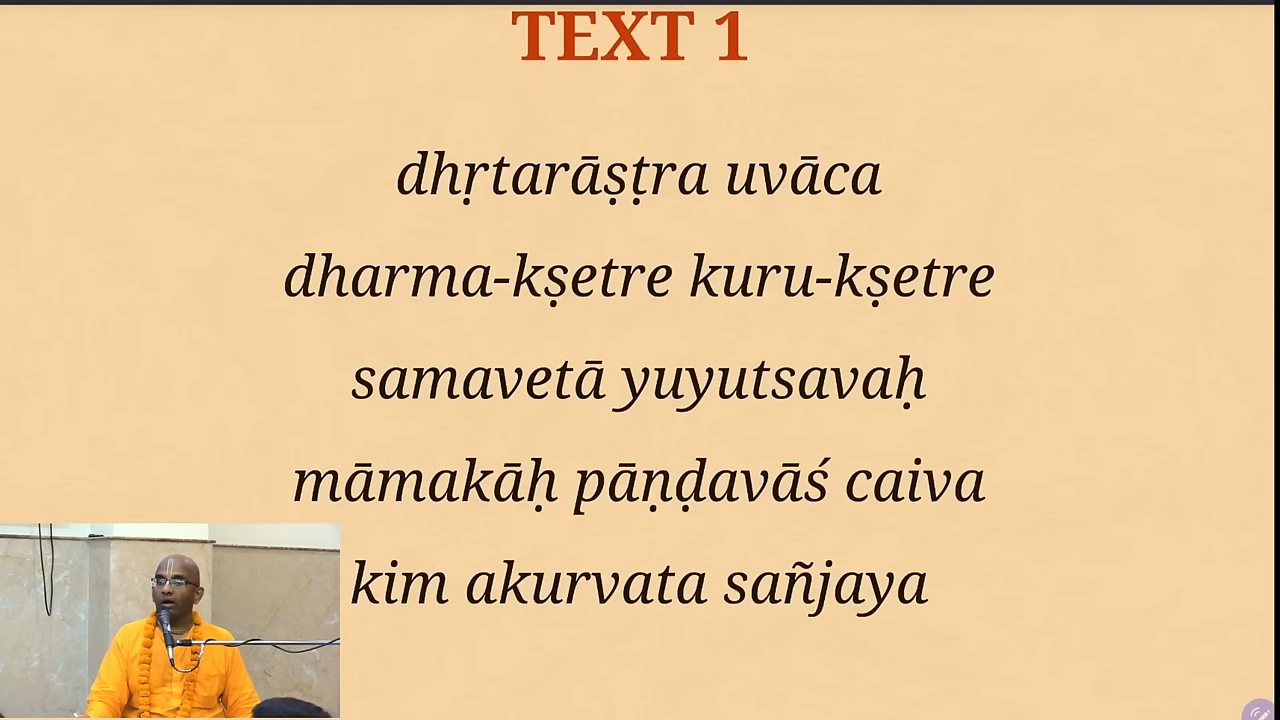 TEXT 1
dhṛtarāṣṭra uvāca
dharma-kṣetre kuru-kṣetre
samavetā yuyutsavaḥ
māmakāḥ pāṇḍavāś caiva
kim akurvata sañjaya